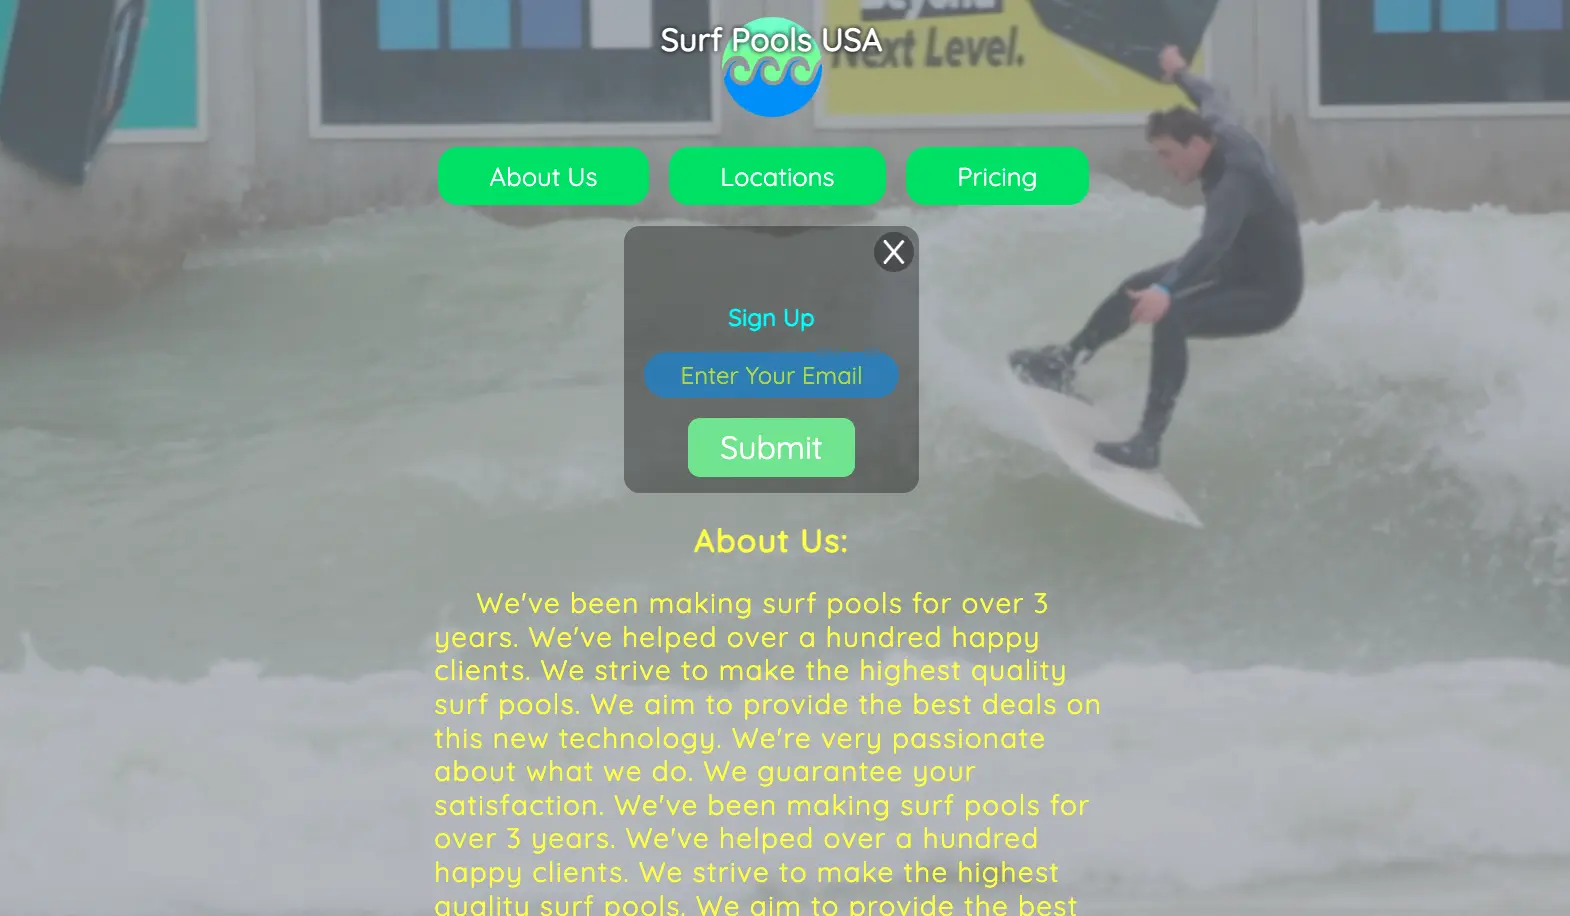 Beyond
Next Level.
Surf Pools USA
About Us
Locations
Pricing
X
Sign Up
Enter Your Email
Submit
About Us:
We've been making surf pools for over 3
years. We've helped over a hundred happy
clients. We strive to make the highest quality
surf pools. We aim to provide the best deals on
this new technology. We're very passionate
about what we do. We guarantee your
satisfaction. We've been making surf pools for
over 3 years. We've helped over a hundred
happy clients. We strive to make the highest
quality surf pools. We aim to provide the best